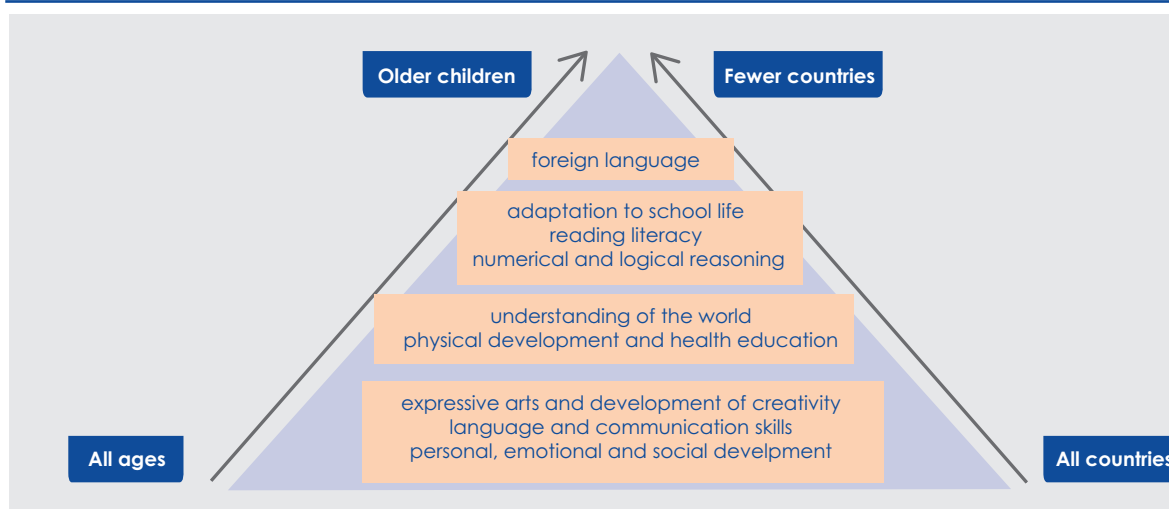 Older children
Fewer countries
foreign language
adaptation to school life
reading literacy
numerical and logical reasoning
understanding of the world
physical development and health education
expressive arts and development of creativity
language and communication skills
personal, emotional and social develpment
All ages
All countries